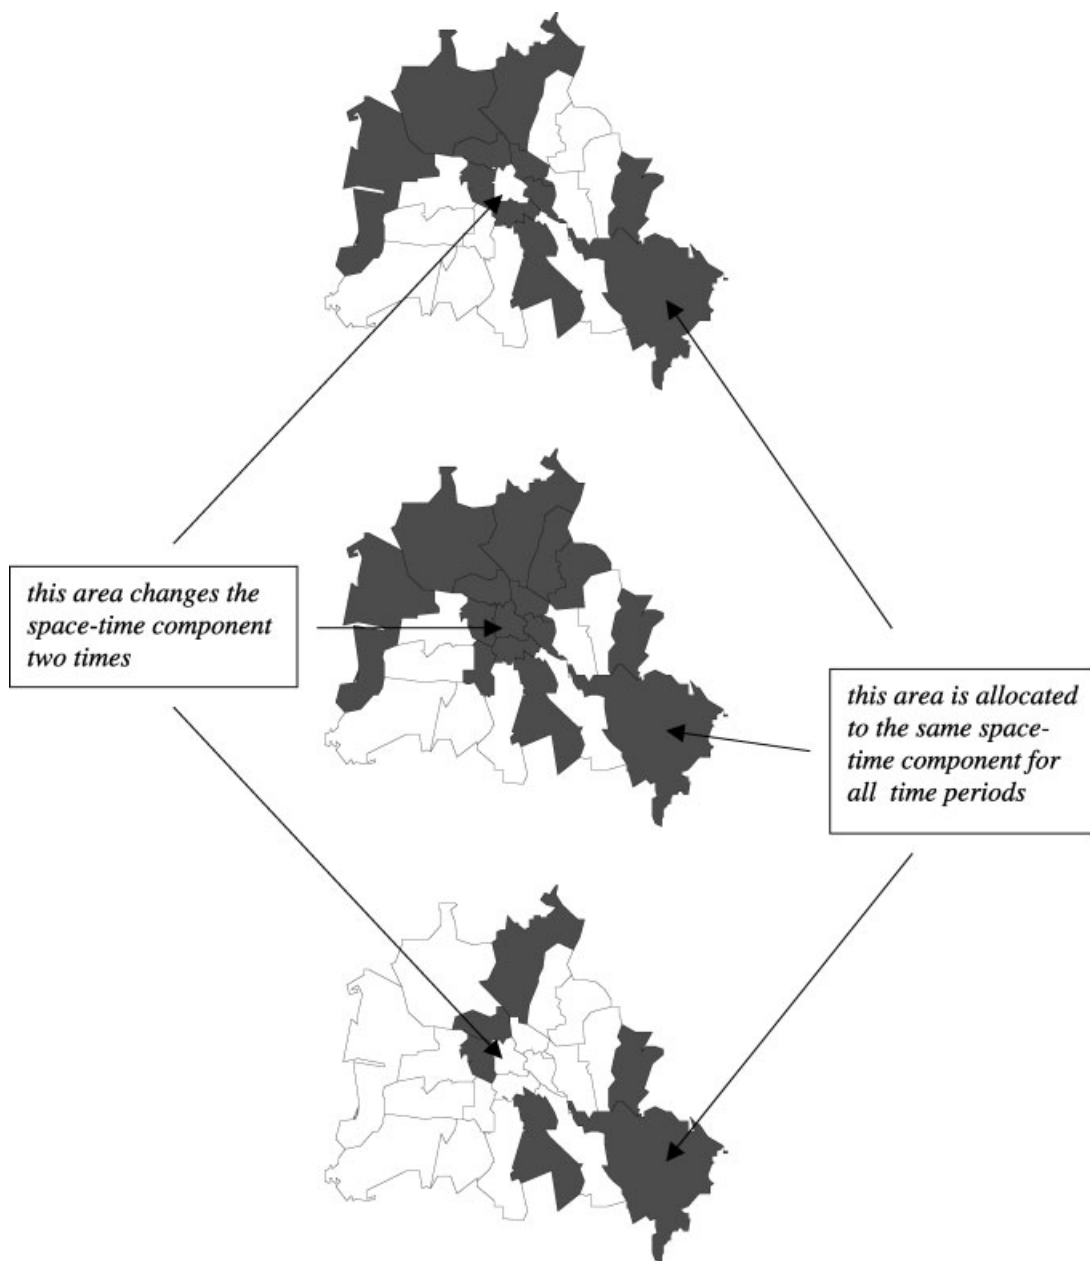 this area changes the
space-time component
two times
this area is allocated
to the same space-
time component for
all time periods